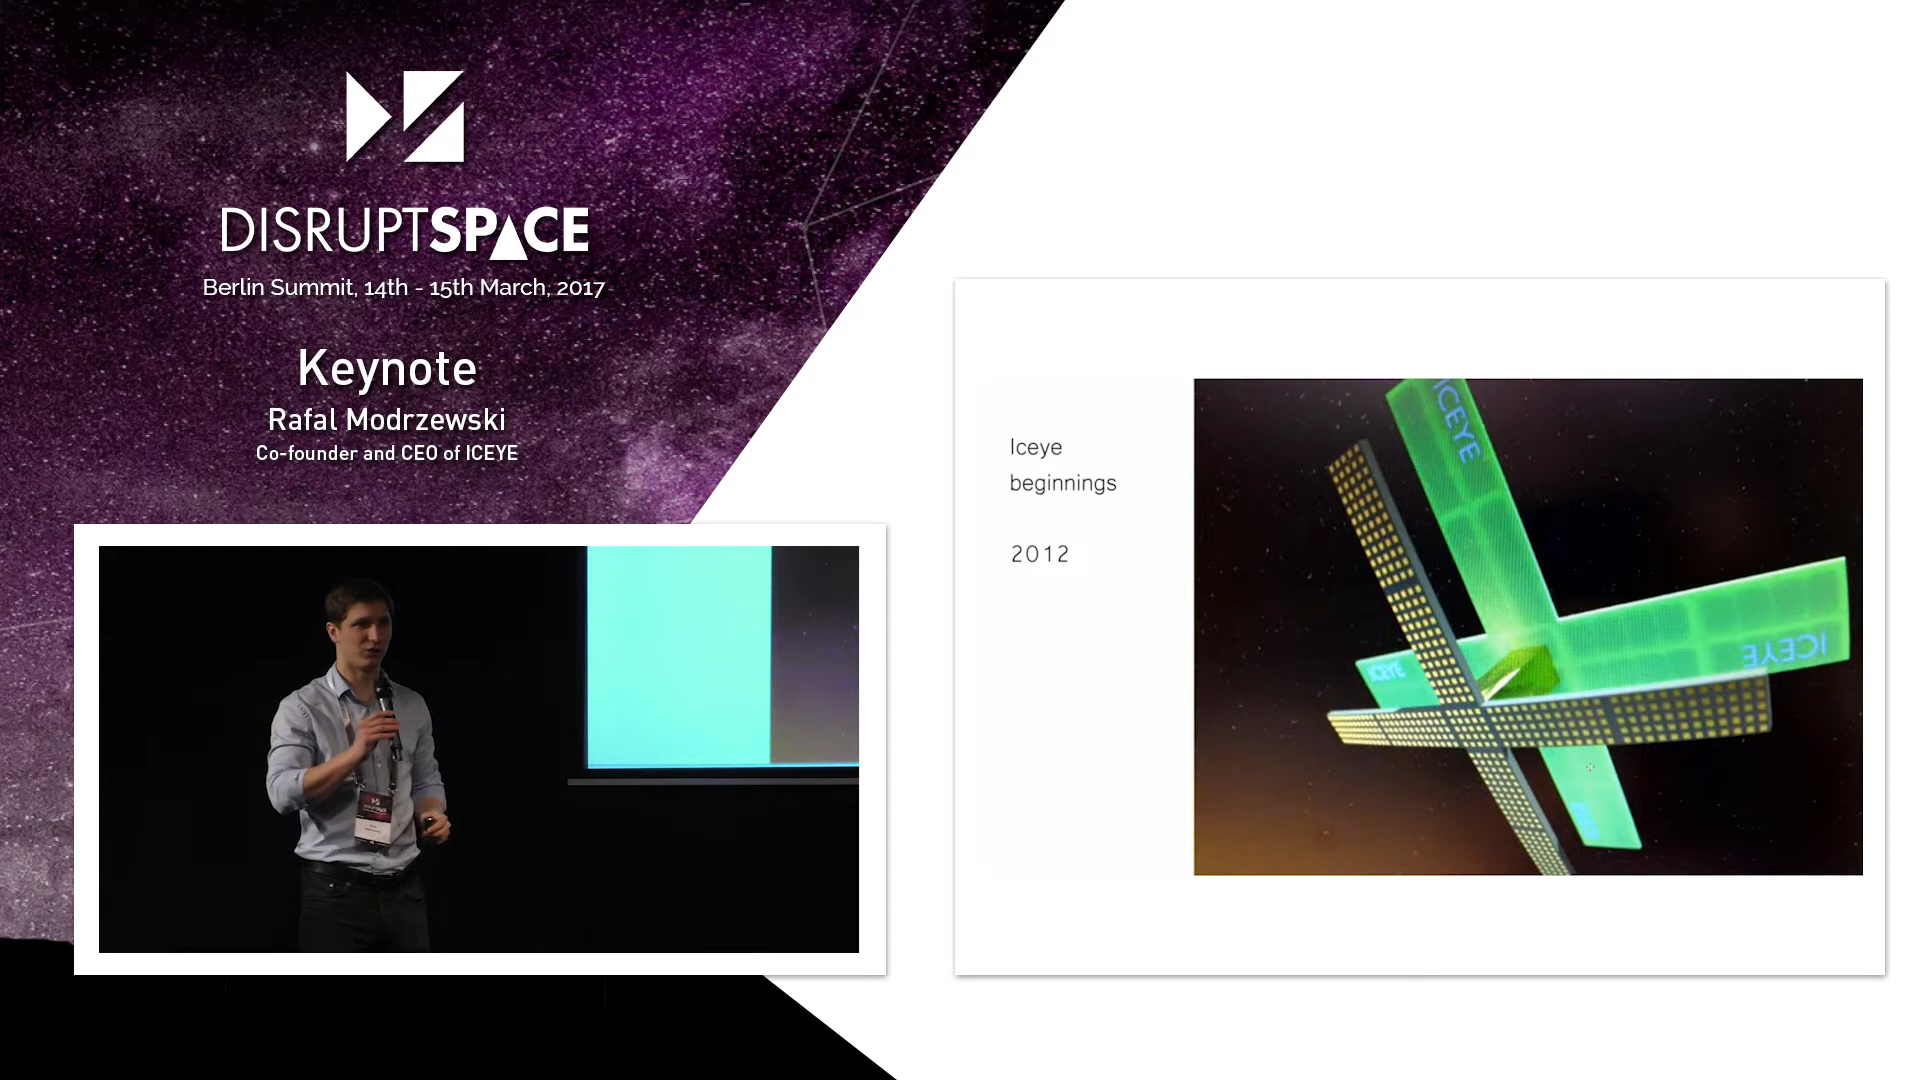 DISRUPTSPACE
Berlin Summit, 14th - 15th March, 2017
Keynote
Rafal Modrzewski
Co-founder and CEO of ICEYE
Iceye
beginnings
2012
ICEYE
ICEYE
ICEYE